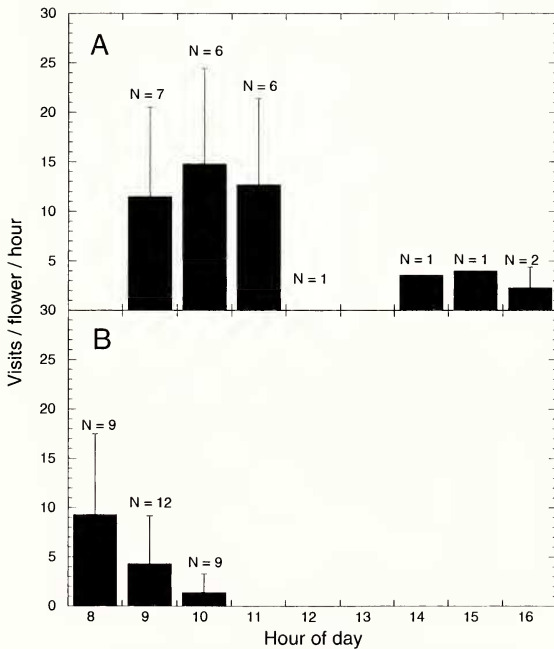 Visits / flower / hour
30
A
25
20
15
10
5
N = 7
N = 6
N = 6
N = 1
N = 1
N = 1
N = 2
30
B
25
20
15
10
5
0
N = 9
N = 12
N = 9
8 9 10 11 12 13 14 15 16
Hour of day